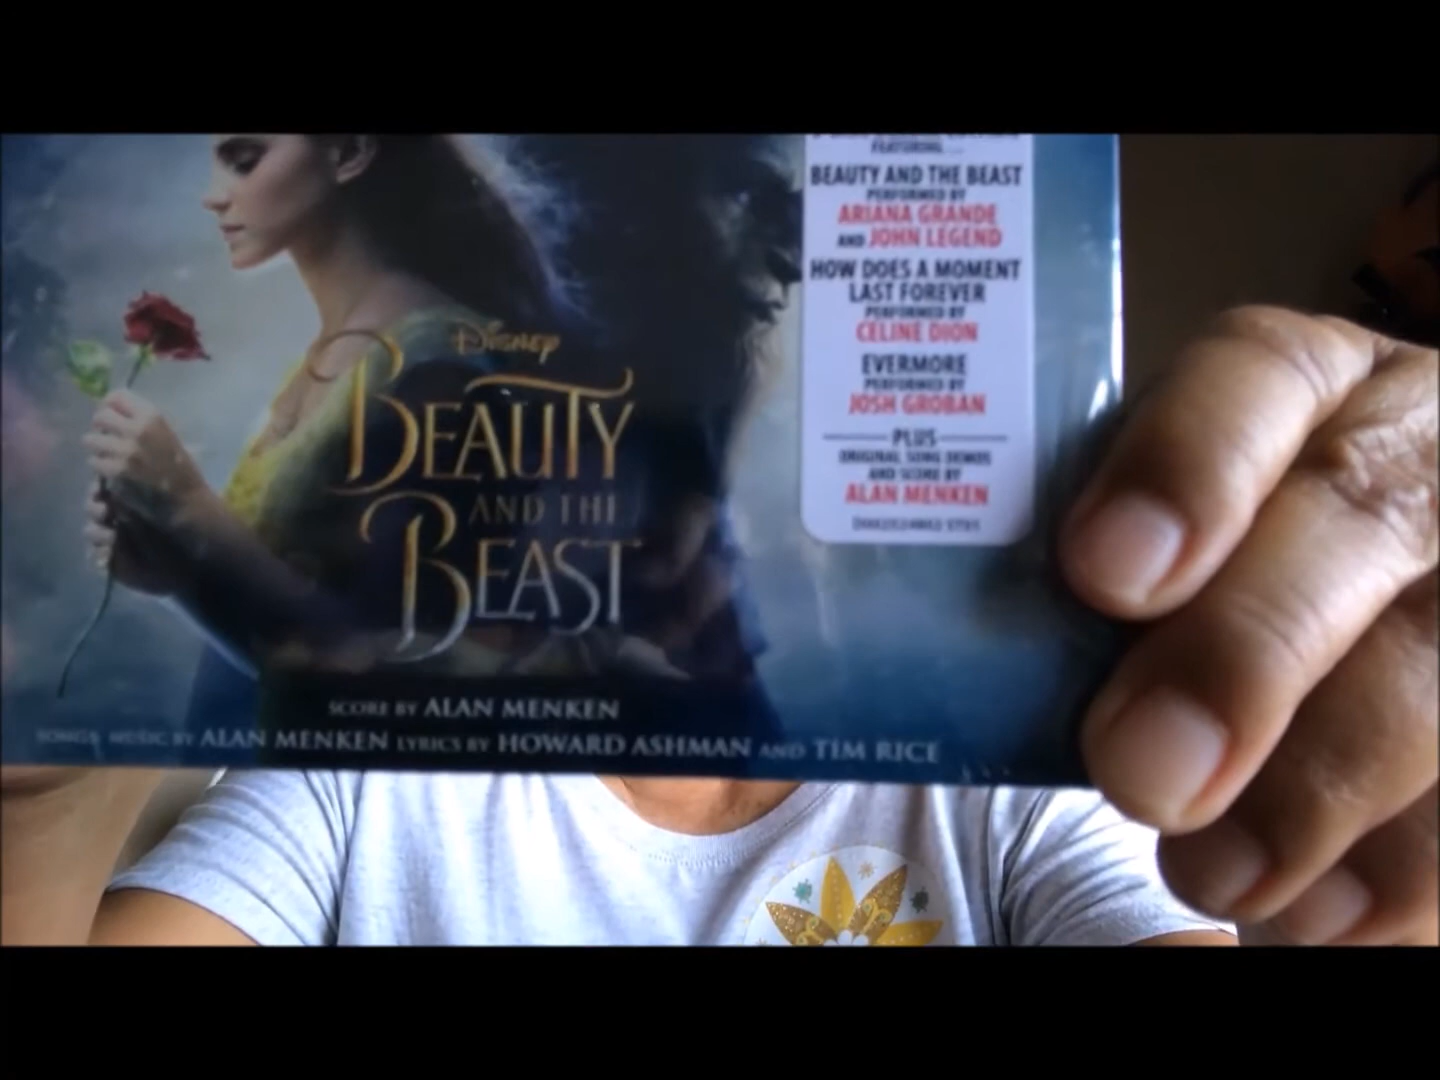 FEATURING...
BEAUTY AND THE BEAST
PERFORMED BY
ARIANA GRANDE
AND JOHN LEGEND
HOW DOES A MOMENT
LAST FOREVER
PERFORMED BY
CELINE DION
EVERMORE
PERFORMED BY
JOSH GROBAN
PLUS
ORIGINAL SONG DEMOS
AND SCORE BY
ALAN MENKEN
DISNEY
BEAUTY
AND THE
BEAST
SCORE BY ALAN MENKEN
SONGS MUSIC BY ALAN MENKEN LYRICS BY HOWARD ASHMAN AND TIM RICE